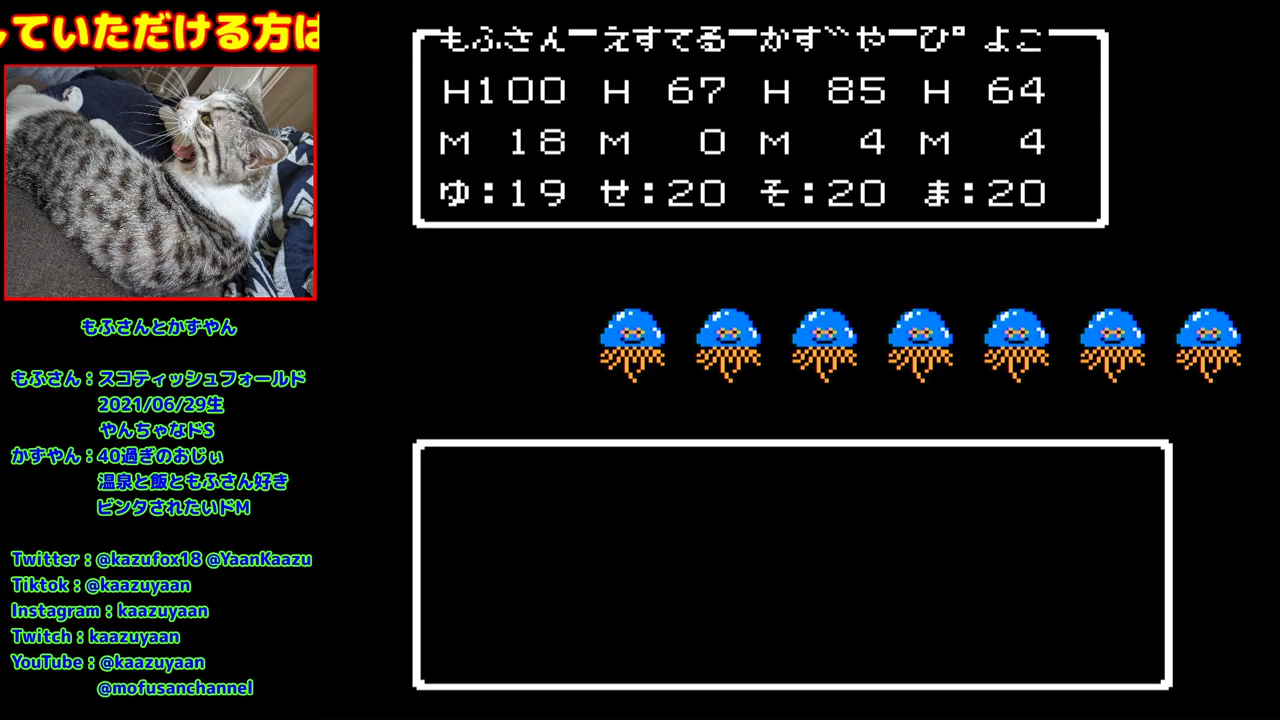 していただける方は
もふさんとかずやん
もふさん：スコティッシュフォールド
2021/06/29生
やんちゃなドS
かずやん：40過ぎのおじぃ
温泉と飯ともふさん好き
ビンタされたいドM
Twitter：@kazufox18 @YaanKaazu
Tiktok：@kaazuyaan
Instagram：kaazuyaan
Twitch：kaazuyaan
YouTube：@kaazuyaan
@mofusanchannel
もふさん えすてる かずや ぴよこ
H100 H 67 H 85 H 64
M 18 M 0 M 4 M 4
ゆ:19 せ:20 そ:20 ま:20